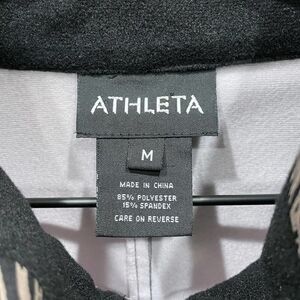 ATHLETA
M
MADE IN CHINA
85% POLYESTER
15% SPANDEX
CARE ON REVERSE